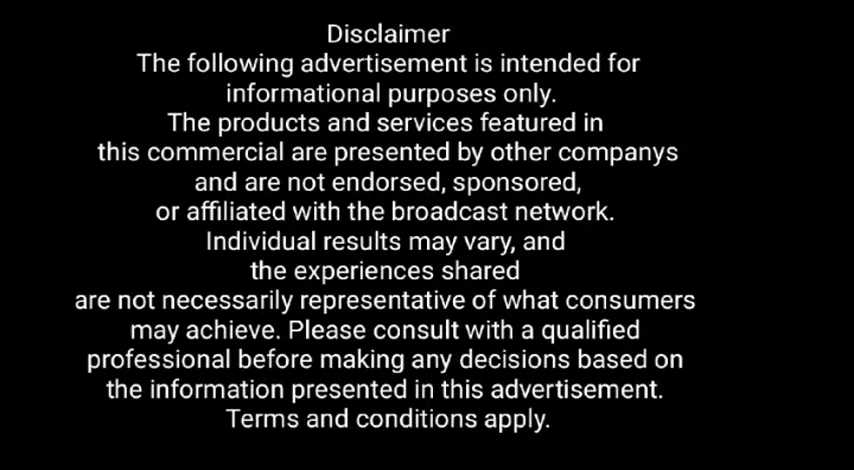 Disclaimer
The following advertisement is intended for
informational purposes only.
The products and services featured in
this commercial are presented by other companys
and are not endorsed, sponsored,
or affiliated with the broadcast network.
Individual results may vary, and
the experiences shared
are not necessarily representative of what consumers
may achieve. Please consult with a qualified
professional before making any decisions based on
the information presented in this advertisement.
Terms and conditions apply.